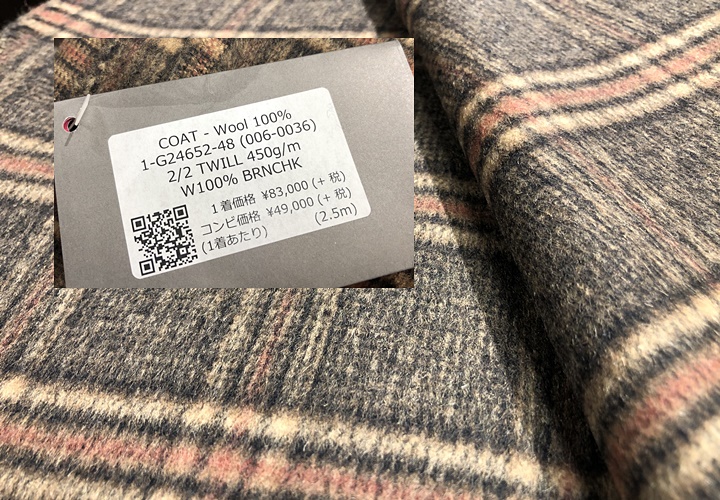 COAT - Wool 100%
1-G24652-48 (006-0036)
2/2 TWILL 450g/m
W100% BRNCHK
1着価格 ¥83,000 (+ 税)
コンビ価格 ¥49,000 (+ 税)
(1着あたり) (2.5m)